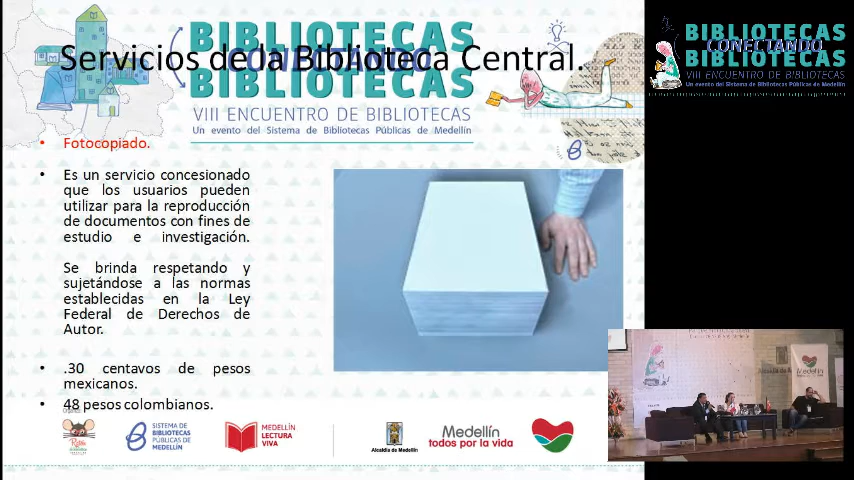 BIBLIOTECAS
Servicios de la Biblioteca Central.
CONECTANDO
BIBLIOTECAS
VIII ENCUENTRO DE BIBLIOTECAS
Un evento del Sistema de Bibliotecas Públicas de Medellín
• Fotocopiado.
• Es un servicio concesionado
que los usuarios pueden
utilizar para la reproducción
de documentos con fines de
estudio e investigación.
Se brinda respetando y
sujetándose a las normas
establecidas en la Ley
Federal de Derechos de
Autor.
• .30 centavos de pesos
mexicanos.
• 48 pesos colombianos.
SISTEMA DE
BIBLIOTECAS
PÚBLICAS DE
MEDELLÍN
MEDELLÍN
LECTURA
VIVA
Alcaldía de Medellín
Medellín
todos por la vida
BIBLIOTECAS
CONECTANDO
BIBLIOTECAS
VIII ENCUENTRO DE BIBLIOTECAS
Un evento del Sistema de Bibliotecas Públicas de Medellín
Medellín